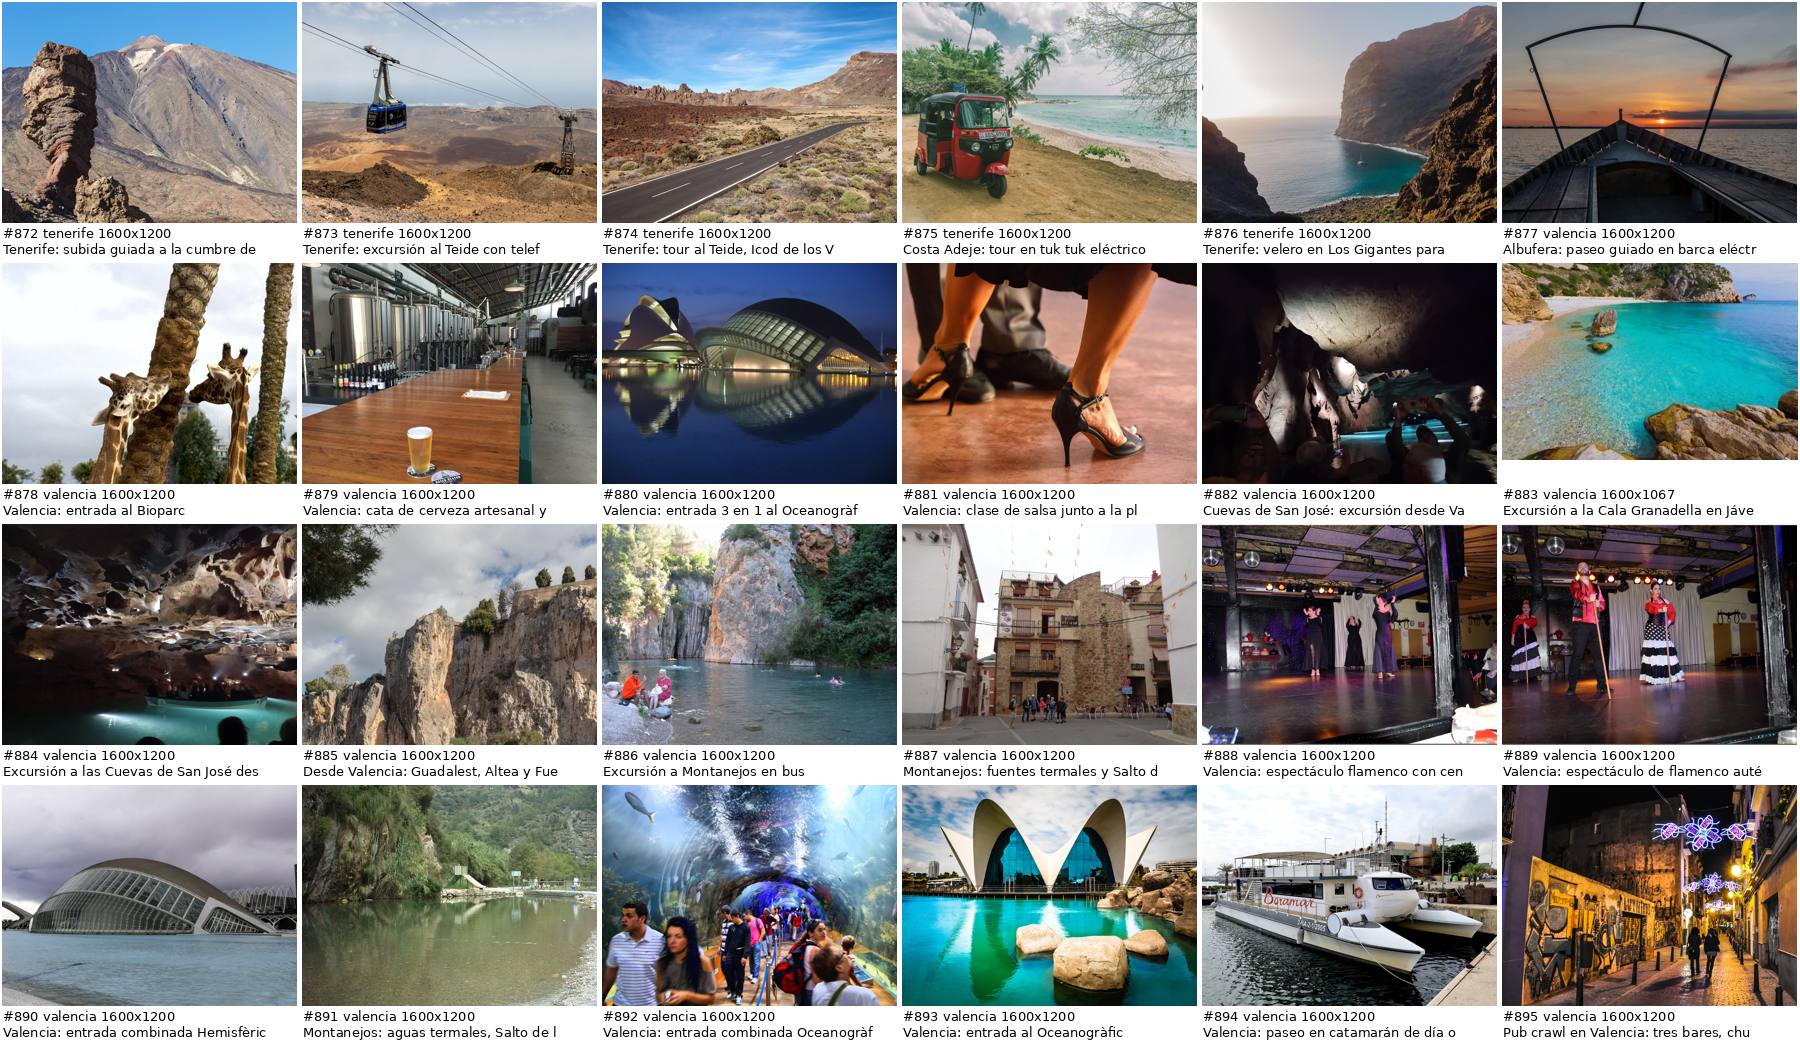 #872 tenerife 1600x1200
Tenerife: subida guiada a la cumbre de
#873 tenerife 1600x1200
Tenerife: excursión al Teide con telef
#874 tenerife 1600x1200
Tenerife: tour al Teide, Icod de los V
#875 tenerife 1600x1200
Costa Adeje: tour en tuk tuk eléctrico
#876 tenerife 1600x1200
Tenerife: velero en Los Gigantes para
#877 valencia 1600x1200
Albufera: paseo guiado en barca eléctr
#878 valencia 1600x1200
Valencia: entrada al Bioparc
#879 valencia 1600x1200
Valencia: cata de cerveza artesanal y
#880 valencia 1600x1200
Valencia: entrada 3 en 1 al Oceanogràf
#881 valencia 1600x1200
Valencia: clase de salsa junto a la pl
#882 valencia 1600x1200
Cuevas de San José: excursión desde Va
#883 valencia 1600x1067
Excursión a la Cala Granadella en Jáve
#884 valencia 1600x1200
Excursión a las Cuevas de San José des
#885 valencia 1600x1200
Desde Valencia: Guadalest, Altea y Fue
#886 valencia 1600x1200
Excursión a Montanejos en bus
#887 valencia 1600x1200
Montanejos: fuentes termales y Salto d
#888 valencia 1600x1200
Valencia: espectáculo flamenco con cen
#889 valencia 1600x1200
Valencia: espectáculo de flamenco auté
#890 valencia 1600x1200
Valencia: entrada combinada Hemisfèric
#891 valencia 1600x1200
Montanejos: aguas termales, Salto de l
#892 valencia 1600x1200
Valencia: entrada combinada Oceanogràf
#893 valencia 1600x1200
Valencia: entrada al Oceanogràfic
Boramar
#894 valencia 1600x1200
Valencia: paseo en catamarán de día o
#895 valencia 1600x1200
Pub crawl en Valencia: tres bares, chu